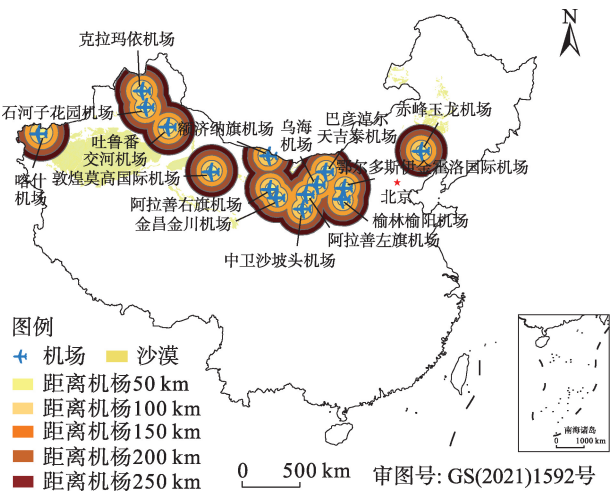 N
克拉玛依机场
石河子花园机场
额济纳旗机场
乌海
机场
巴彦淖尔
天吉泰机场
赤峰玉龙机场
吐鲁番
交河机场
鄂尔多斯伊金霍洛国际机场
喀什
机场
敦煌莫高国际机场
北京
阿拉善右旗机场
金昌金川机场
榆林榆阳机场
阿拉善左旗机场
中卫沙坡头机场
图例
机场
沙漠
距离机杨50 km
距离机杨100 km
距离机杨150 km
距离机杨200 km
距离机杨250 km
0 500 km
南海诸岛
0 1000 km
审图号: GS(2021)1592号